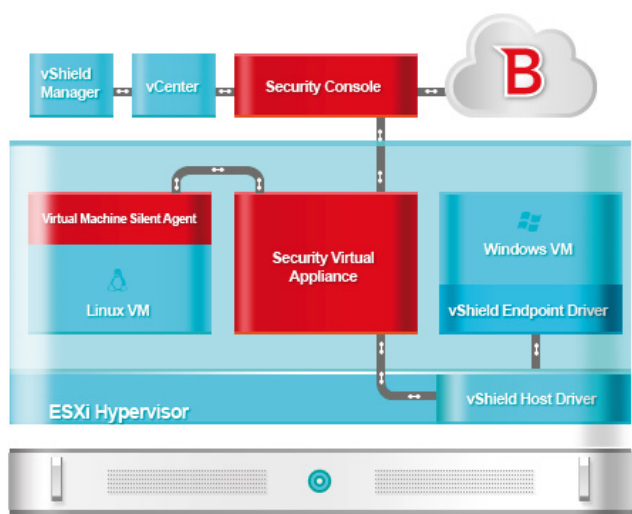 vShield
Manager
vCenter
Security Console
B
Virtual Machine Silent Agent
Linux VM
Security Virtual
Appliance
Windows VM
vShield Endpoint Driver
ESXi Hypervisor
vShield Host Driver